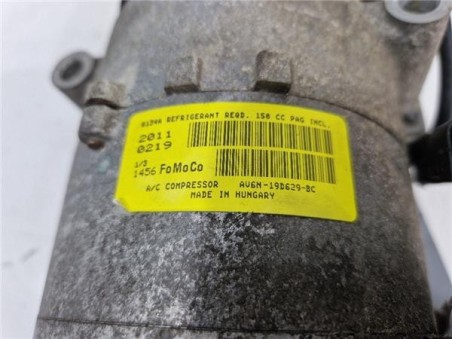 R134A REFRIGERANT REQD. 150 CC PAG INCL.
2011
0219
1/3
1456 FoMoCo
A/C COMPRESSOR AV6N-19D629-BC
MADE IN HUNGARY